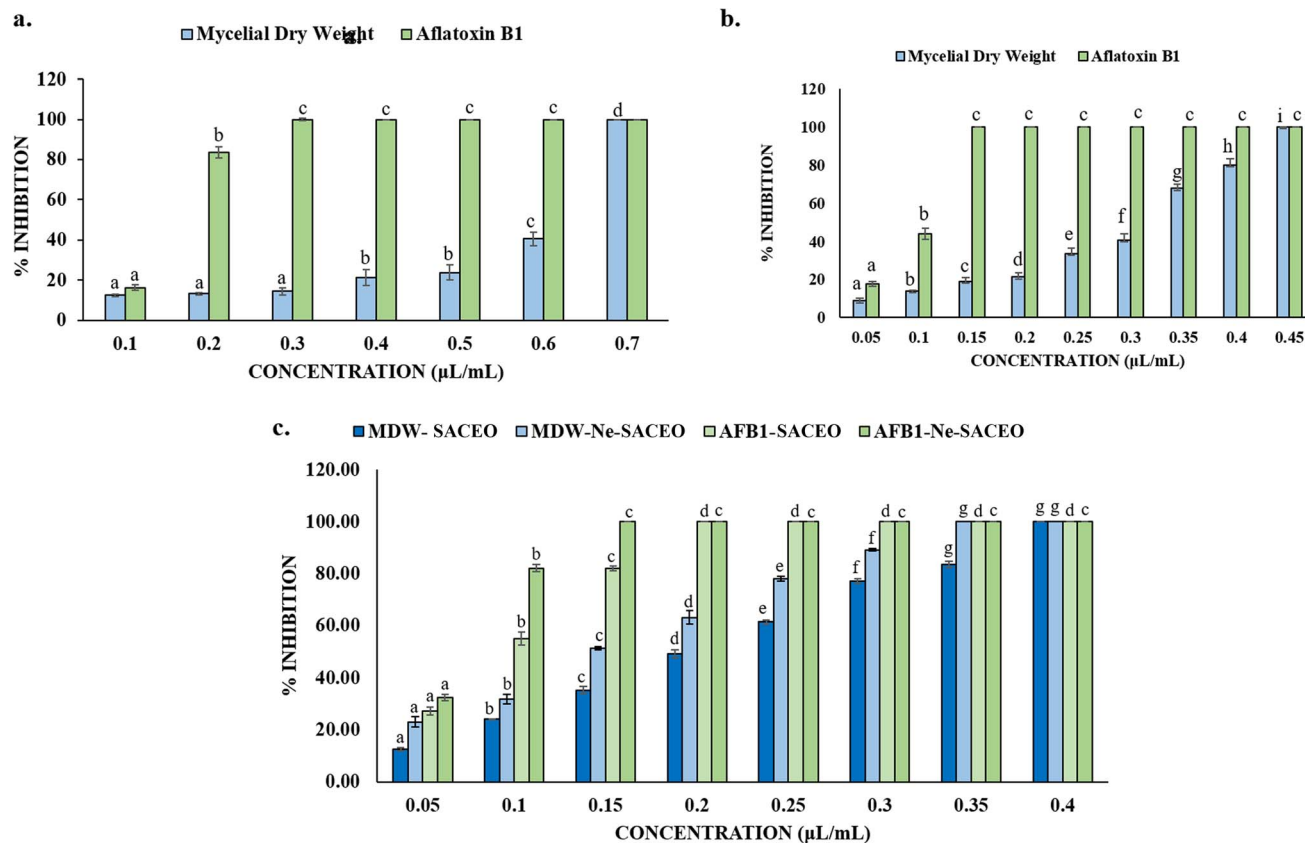 a.
Mycelial Dry Weight Aflatoxin B1
a.
120
100
80
60
40
20
0
% INHIBITION
a a a b a c b c b c c c d
0.1 0.2 0.3 0.4 0.5 0.6 0.7
CONCENTRATION (µL/mL)
b.
Mycelial Dry Weight Aflatoxin B1
120
100
80
60
40
20
0
% INHIBITION
a a b b c c d c e c f c g c h c i c
0.05 0.1 0.15 0.2 0.25 0.3 0.35 0.4 0.45
CONCENTRATION (µL/mL)
c.
MDW- SACEO MDW-Ne-SACEO AFB1-SACEO AFB1-Ne-SACEO
120.00
100.00
80.00
60.00
40.00
20.00
0.00
% INHIBITION
a a a a b b b b c c c c d d d c e e d c f f d c g g d c g g d c
0.05 0.1 0.15 0.2 0.25 0.3 0.35 0.4
CONCENTRATION (µL/mL)